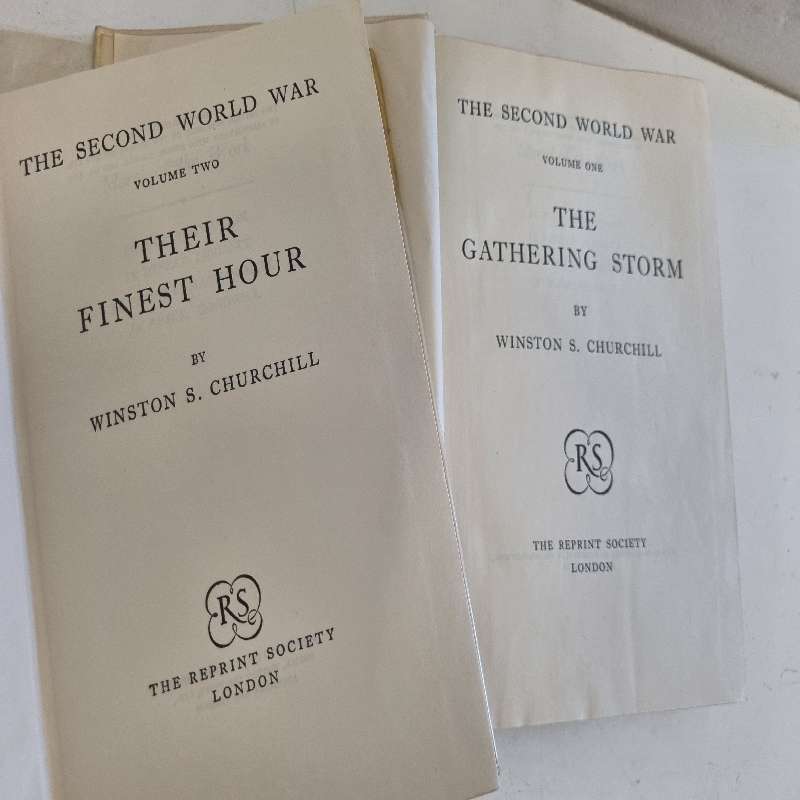 THE SECOND WORLD WAR
VOLUME TWO
THEIR
FINEST HOUR
BY
WINSTON S. CHURCHILL
RS
THE REPRINT SOCIETY
LONDON
THE SECOND WORLD WAR
VOLUME ONE
THE
GATHERING STORM
BY
WINSTON S. CHURCHILL
RS
THE REPRINT SOCIETY
LONDON